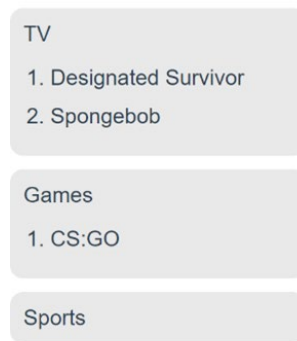 TV
1. Designated Survivor
2. Spongebob
Games
1. CS:GO
Sports